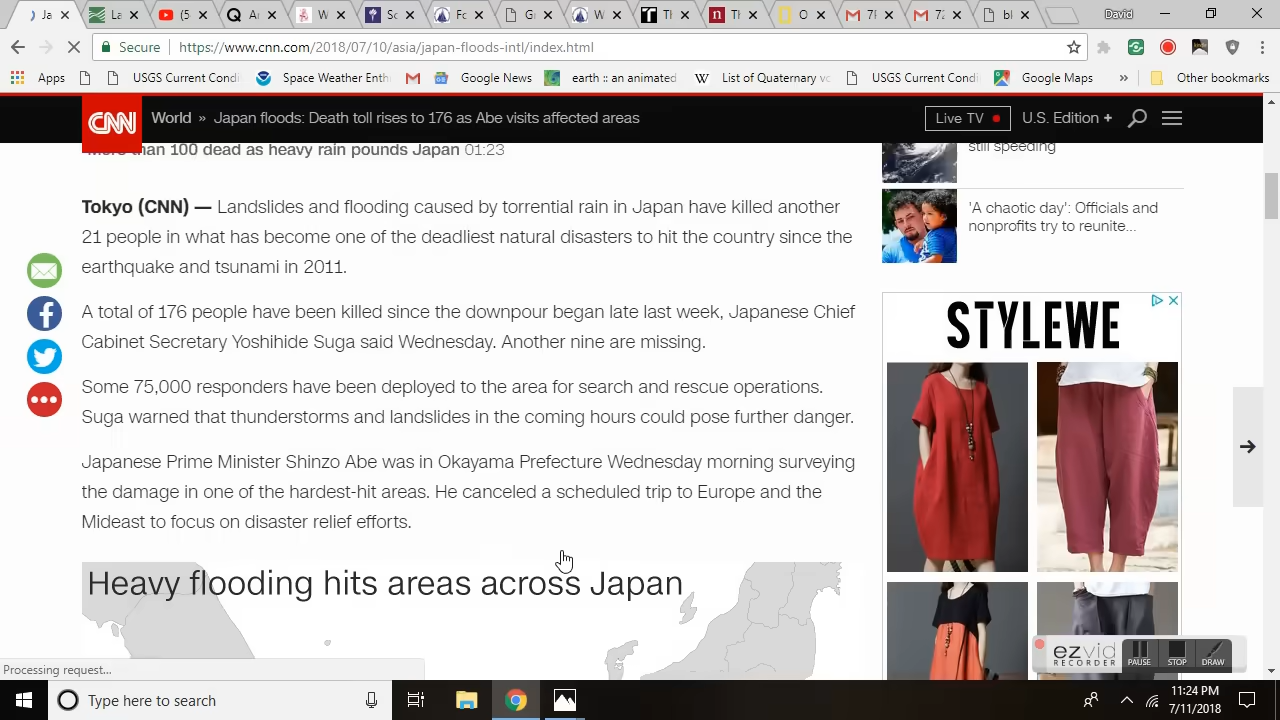 Ja
La
(5
Q A
W
So
Fo
G
W
Th
Th
O
7
72
bl
David
Secure https://www.cnn.com/2018/07/10/asia/japan-floods-intl/index.html
Apps USGS Current Condi Space Weather Enth Google News earth :: an animated List of Quaternary vo USGS Current Condi Google Maps » Other bookmarks
CNN World » Japan floods: Death toll rises to 176 as Abe visits affected areas Live TV U.S. Edition +
More than 100 dead as heavy rain pounds Japan 01:23
Tokyo (CNN) — Landslides and flooding caused by torrential rain in Japan have killed another
21 people in what has become one of the deadliest natural disasters to hit the country since the
earthquake and tsunami in 2011.
A total of 176 people have been killed since the downpour began late last week, Japanese Chief
Cabinet Secretary Yoshihide Suga said Wednesday. Another nine are missing.
Some 75,000 responders have been deployed to the area for search and rescue operations.
Suga warned that thunderstorms and landslides in the coming hours could pose further danger.
Japanese Prime Minister Shinzo Abe was in Okayama Prefecture Wednesday morning surveying
the damage in one of the hardest-hit areas. He canceled a scheduled trip to Europe and the
Mideast to focus on disaster relief efforts.
Heavy flooding hits areas across Japan
still speeding
'A chaotic day': Officials and
nonprofits try to reunite...
STYLEWE
ezvid
RECORDER
PAUSE STOP DRAW
Processing request...
Type here to search
11:24 PM
7/11/2018